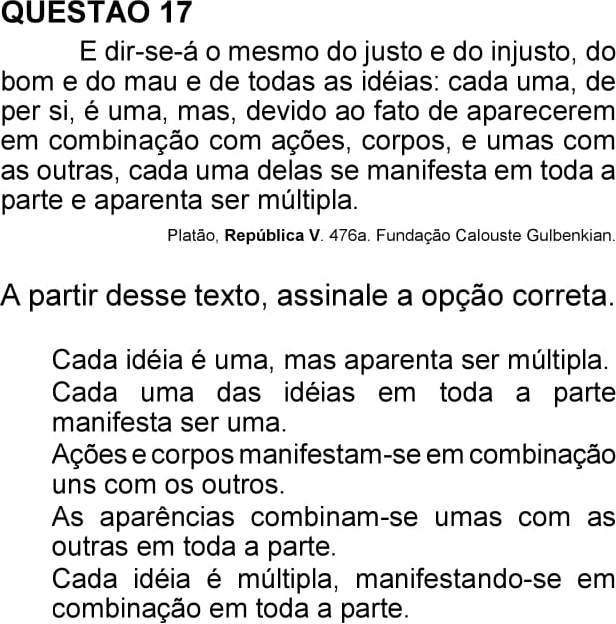 QUESTÃO 17
E dir-se-á o mesmo do justo e do injusto, do
bom e do mau e de todas as idéias: cada uma, de
per si, é uma, mas, devido ao fato de aparecerem
em combinação com ações, corpos, e umas com
as outras, cada uma delas se manifesta em toda a
parte e aparenta ser múltipla.
Platão, República V. 476a. Fundação Calouste Gulbenkian.
A partir desse texto, assinale a opção correta.
Cada idéia é uma, mas aparenta ser múltipla.
Cada uma das idéias em toda a parte
manifesta ser uma.
Ações e corpos manifestam-se em combinação
uns com os outros.
As aparências combinam-se umas com as
outras em toda a parte.
Cada idéia é múltipla, manifestando-se em
combinação em toda a parte.